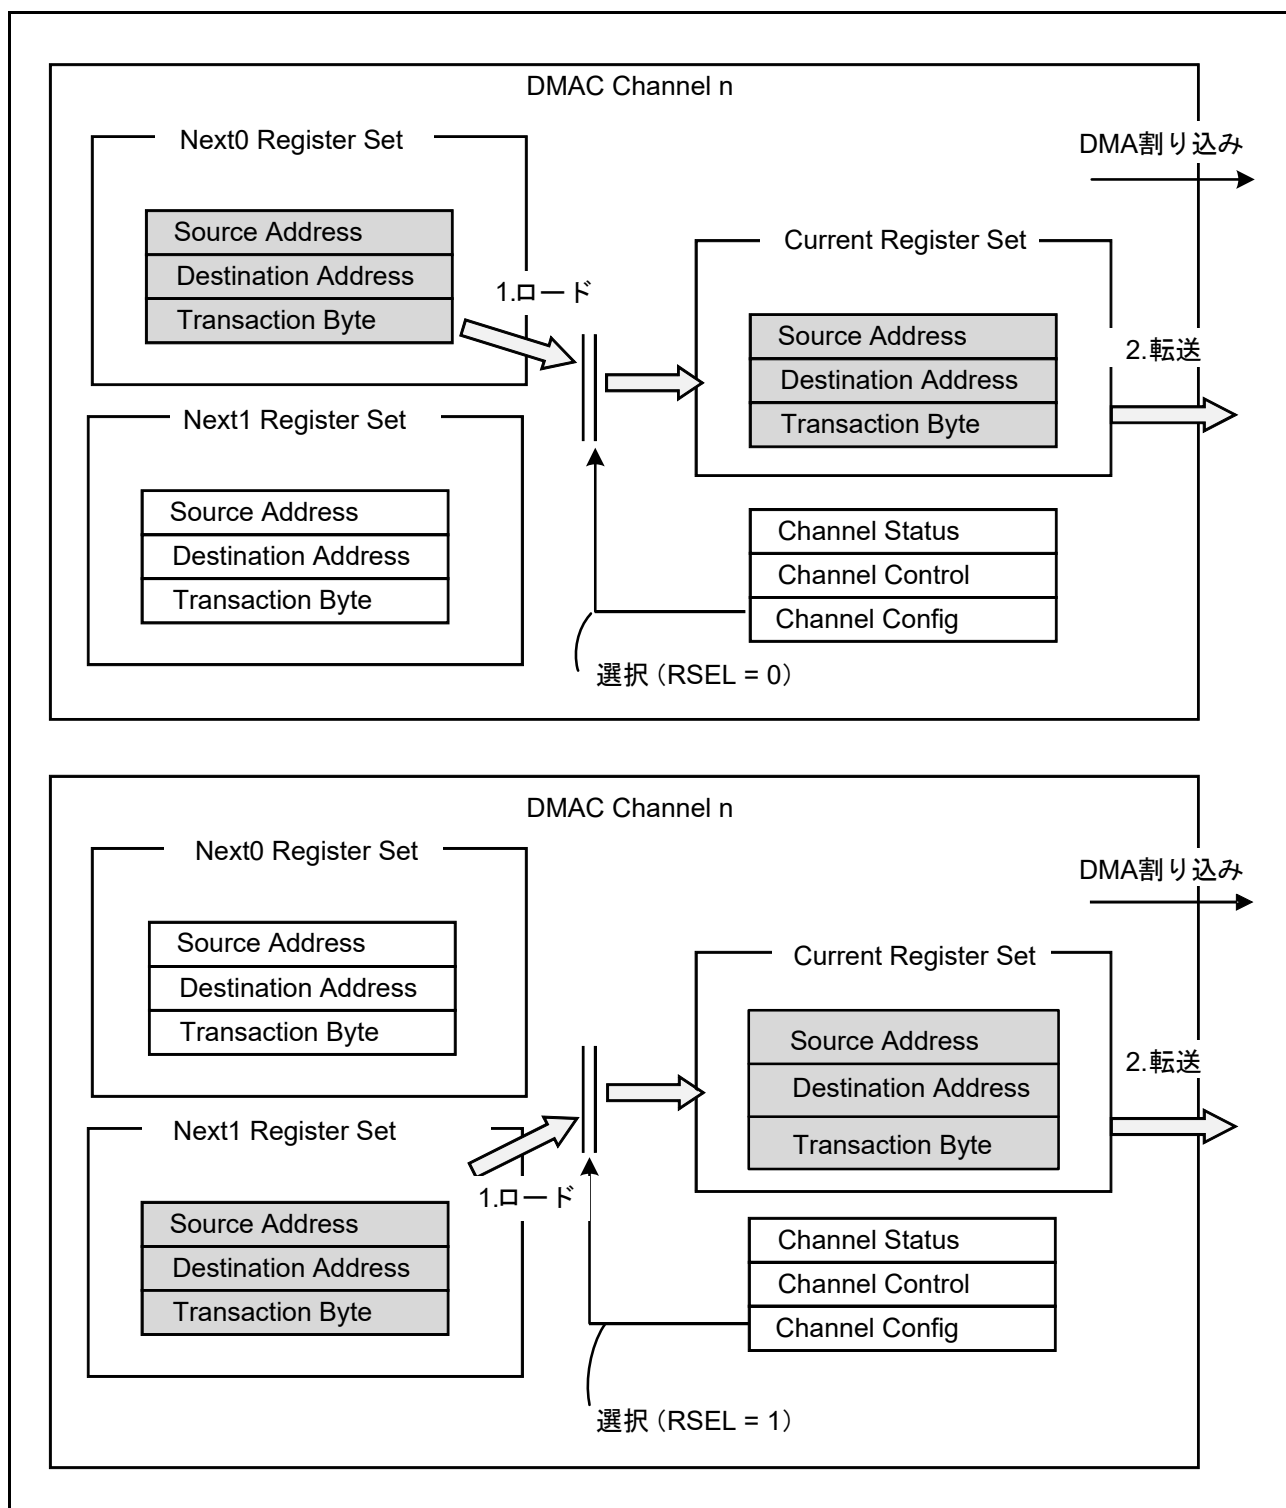 DMAC Channel n
Next0 Register Set
DMA割り込み
Source Address
Destination Address
Transaction Byte
1.ロード
Current Register Set
Source Address
Destination Address
Transaction Byte
2.転送
Next1 Register Set
Source Address
Destination Address
Transaction Byte
Channel Status
Channel Control
Channel Config
選択 (RSEL = 0)
DMAC Channel n
Next0 Register Set
DMA割り込み
Source Address
Destination Address
Transaction Byte
Current Register Set
Source Address
Destination Address
Transaction Byte
2.転送
Next1 Register Set
1.ロード
Source Address
Destination Address
Transaction Byte
Channel Status
Channel Control
Channel Config
選択 (RSEL = 1)